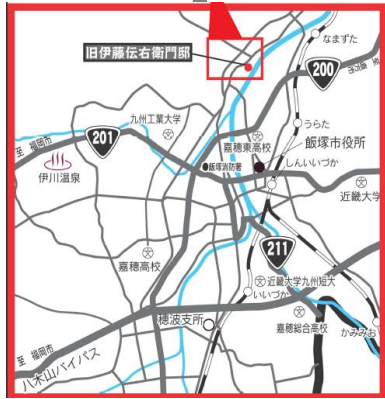 旧伊藤伝右衛門邸
なまずた
200
九州工業大学
201
至 福岡市
伊川温泉
うらた
嘉穂東高校
飯塚市役所
飯塚消防署
しんいいづか
近畿大学
211
嘉穂高校
近畿大学九州短大
いいづか
穂波支所
嘉穂総合高校
かみみお
至 福岡市
八木山バイパス